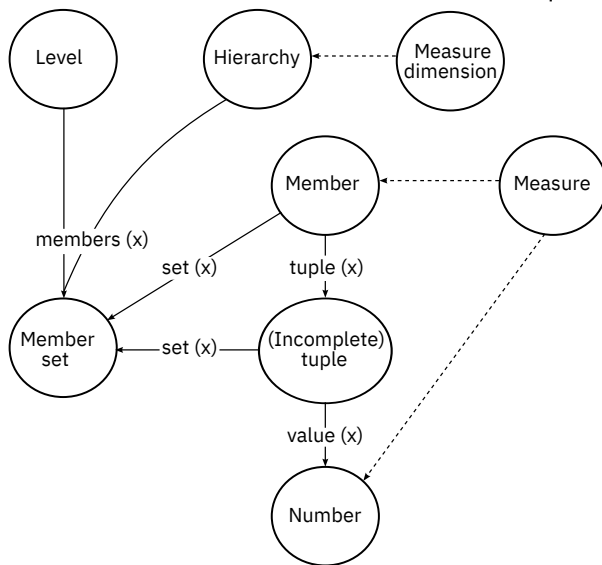 Level
Hierarchy
Measure
dimension
Member
Measure
members (x)
set (x)
tuple (x)
Member
set
set (x)
(Incomplete)
tuple
value (x)
Number